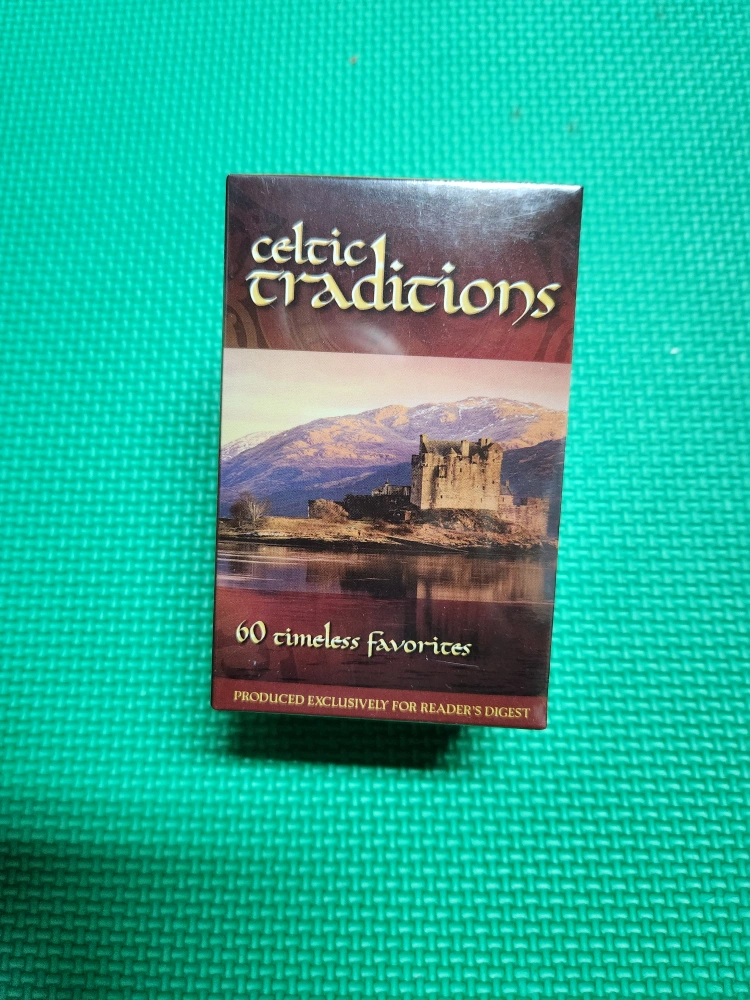 celtic
traditions
60 timeless favorites
PRODUCED EXCLUSIVELY FOR READER'S DIGEST